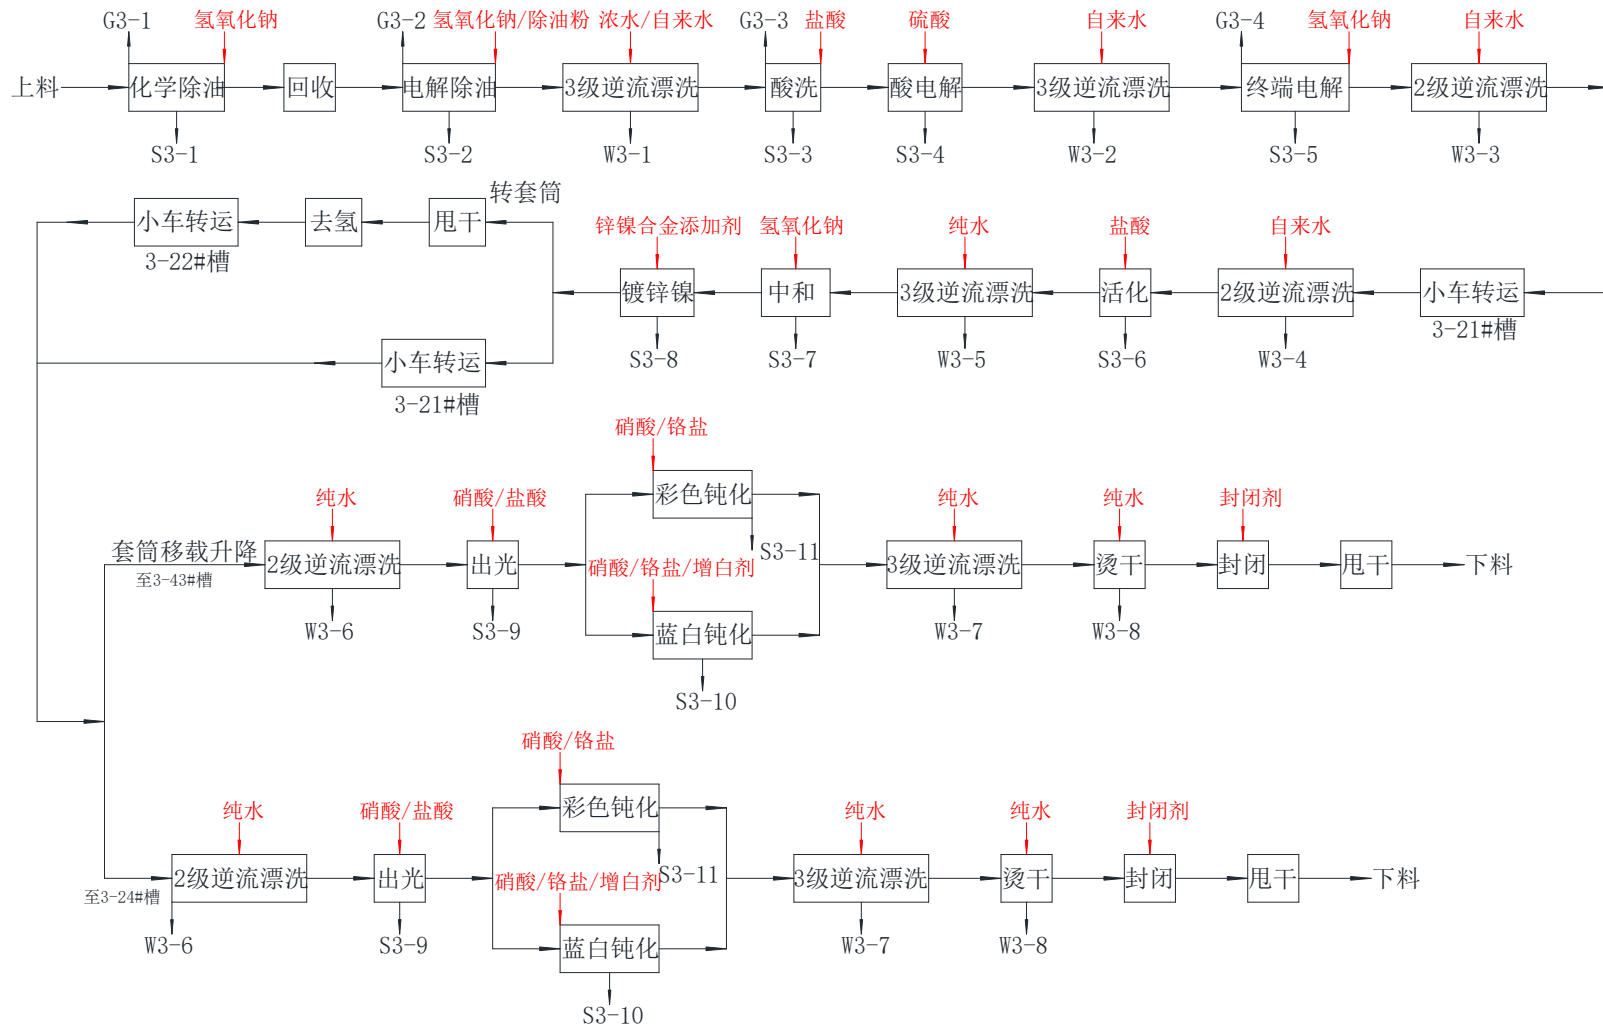 G3-1 氢氧化钠 G3-2 氢氧化钠/除油粉 浓水/自来水 G3-3 盐酸 硫酸 自来水 G3-4 氢氧化钠 自来水
上料 化学除油 回收 电解除油 3级逆流漂洗 酸洗 酸电解 3级逆流漂洗 终端电解 2级逆流漂洗
S3-1 S3-2 W3-1 S3-3 S3-4 W3-2 S3-5 W3-3
转套筒
小车转运 去氢 甩干 锌镍合金添加剂 氢氧化钠 纯水 盐酸 自来水
3-22#槽
镀锌镍 中和 3级逆流漂洗 活化 2级逆流漂洗 小车转运
3-21#槽
S3-8 S3-7 W3-5 S3-6 W3-4
小车转运
3-21#槽
硝酸/铬盐
彩色钝化
纯水 硝酸/盐酸 纯水 纯水 封闭剂
套筒移载升降 S3-11
至3-43#槽 2级逆流漂洗 出光 硝酸/铬盐/增白剂 3级逆流漂洗 烫干 封闭 甩干 下料
W3-6 S3-9 蓝白钝化 W3-7 W3-8
S3-10
硝酸/铬盐
彩色钝化
纯水 硝酸/盐酸 纯水 纯水 封闭剂
S3-11
至3-24#槽 2级逆流漂洗 出光 硝酸/铬盐/增白剂 3级逆流漂洗 烫干 封闭 甩干 下料
W3-6 S3-9 蓝白钝化 W3-7 W3-8
S3-10